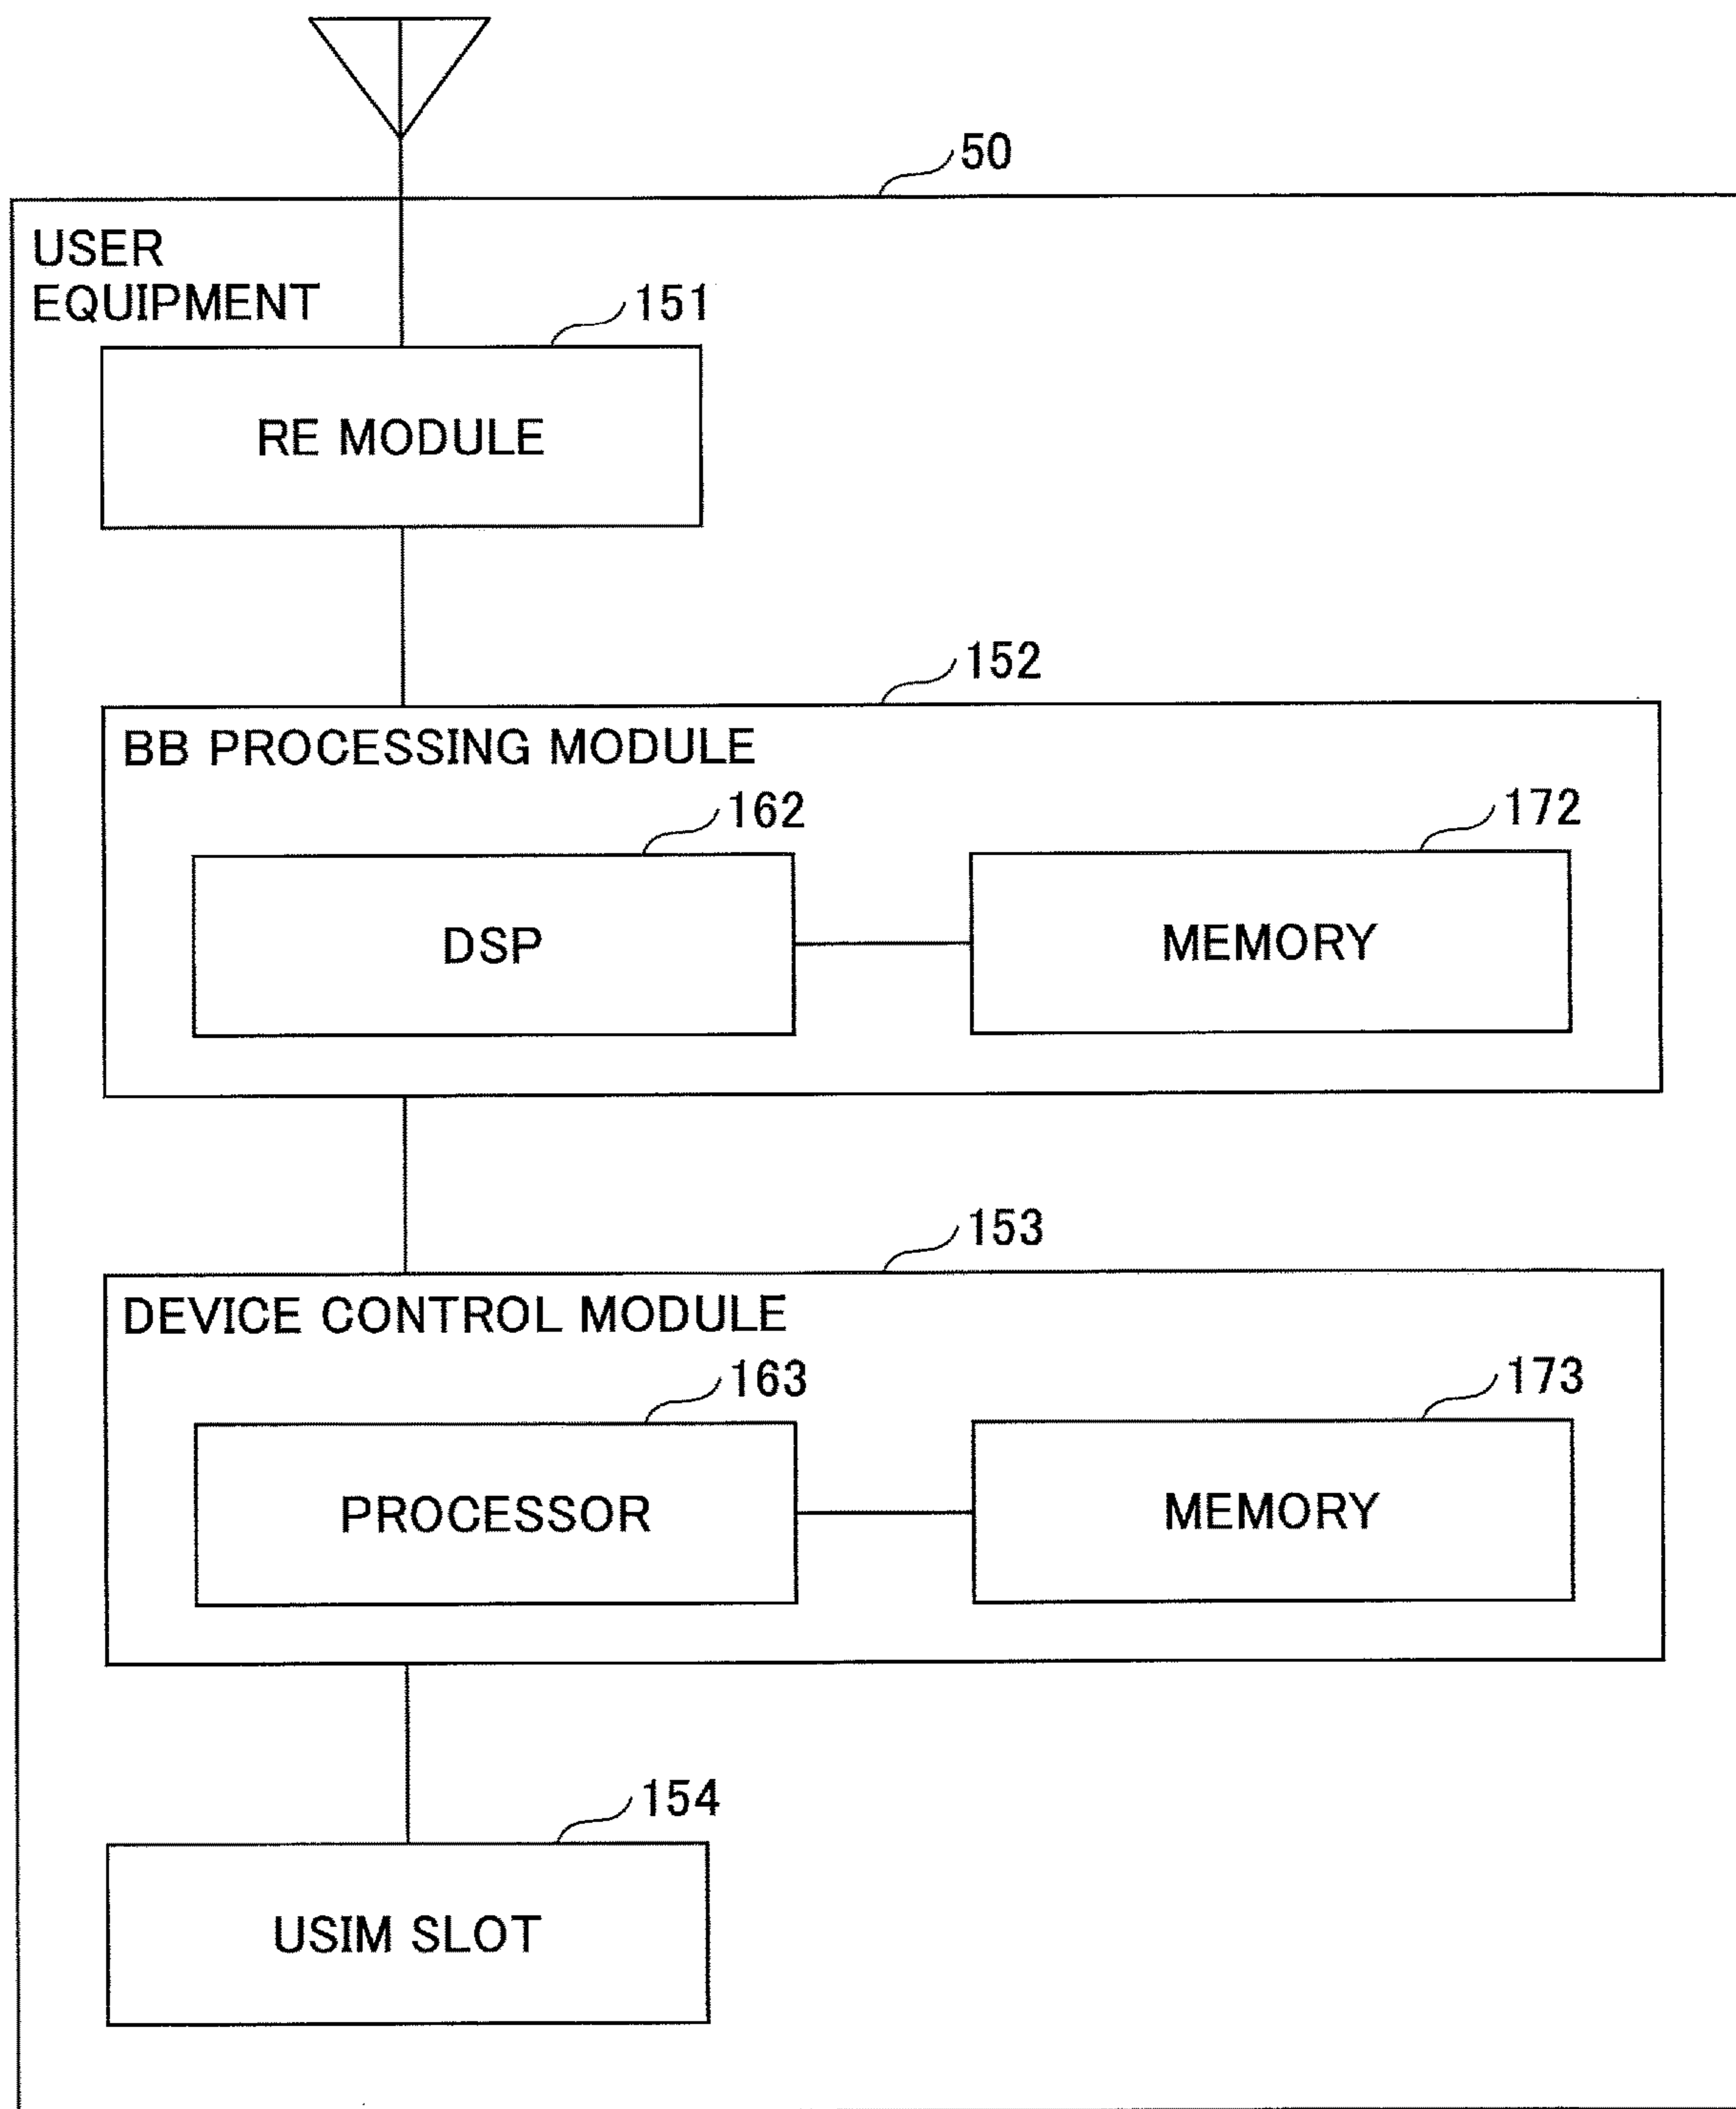 50
USER
EQUIPMENT
151
RE MODULE
152
BB PROCESSING MODULE
162
172
DSP
MEMORY
153
DEVICE CONTROL MODULE
163
173
PROCESSOR
MEMORY
154
USIM SLOT